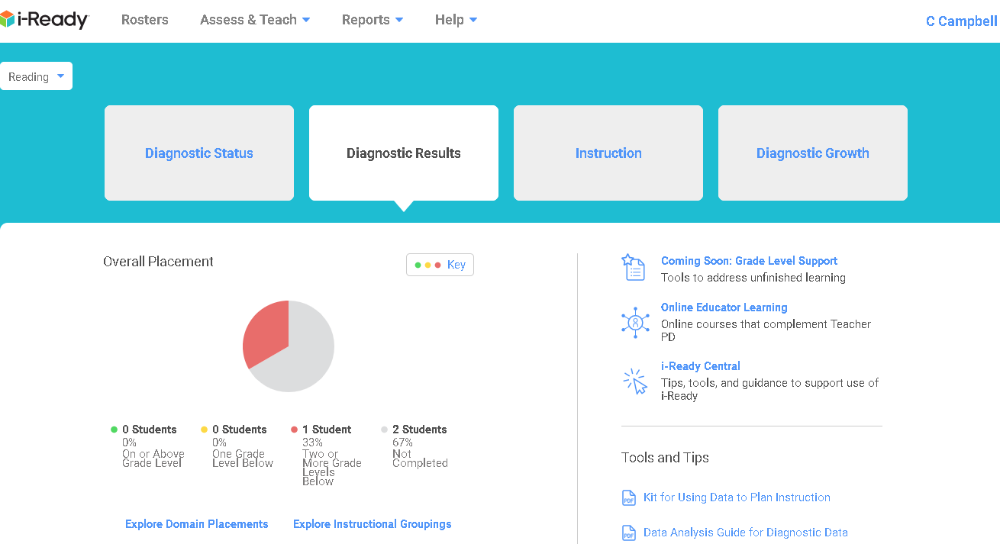 i-Ready
Rosters
Assess & Teach
Reports
Help
C Campbell
Reading
Diagnostic Status
Diagnostic Results
Instruction
Diagnostic Growth
Overall Placement
Key
0 Students
0%
On or Above
Grade Level
0 Students
0%
One Grade
Level Below
1 Student
33%
Two or
More Grade
Levels
Below
2 Students
67%
Not
Completed
Explore Domain Placements
Explore Instructional Groupings
Coming Soon: Grade Level Support
Tools to address unfinished learning
Online Educator Learning
Online courses that complement Teacher
PD
i-Ready Central
Tips, tools, and guidance to support use of
i-Ready
Tools and Tips
PDF
Kit for Using Data to Plan Instruction
PDF
Data Analysis Guide for Diagnostic Data